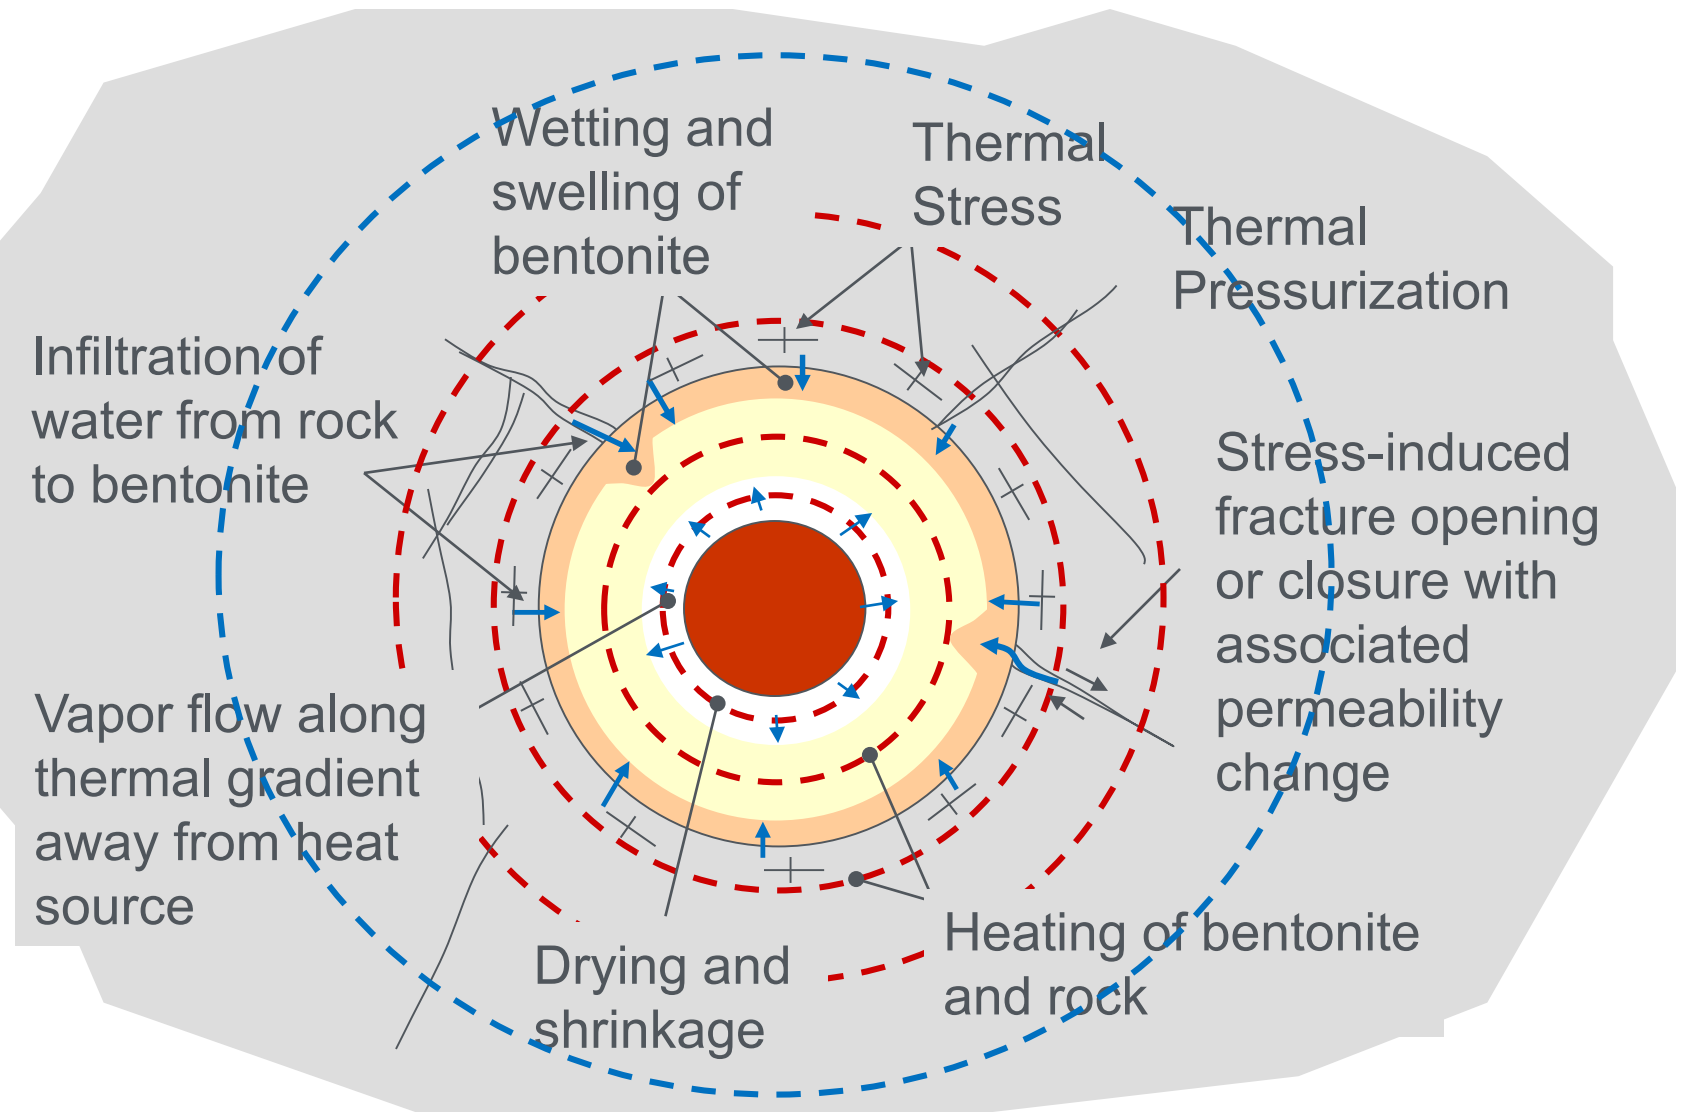 Wetting and
swelling of
bentonite
Thermal
Stress
Thermal
Pressurization
Infiltration of
water from rock
to bentonite
Stress-induced
fracture opening
or closure with
associated
permeability
change
Vapor flow along
thermal gradient
away from heat
source
Drying and
shrinkage
Heating of bentonite
and rock